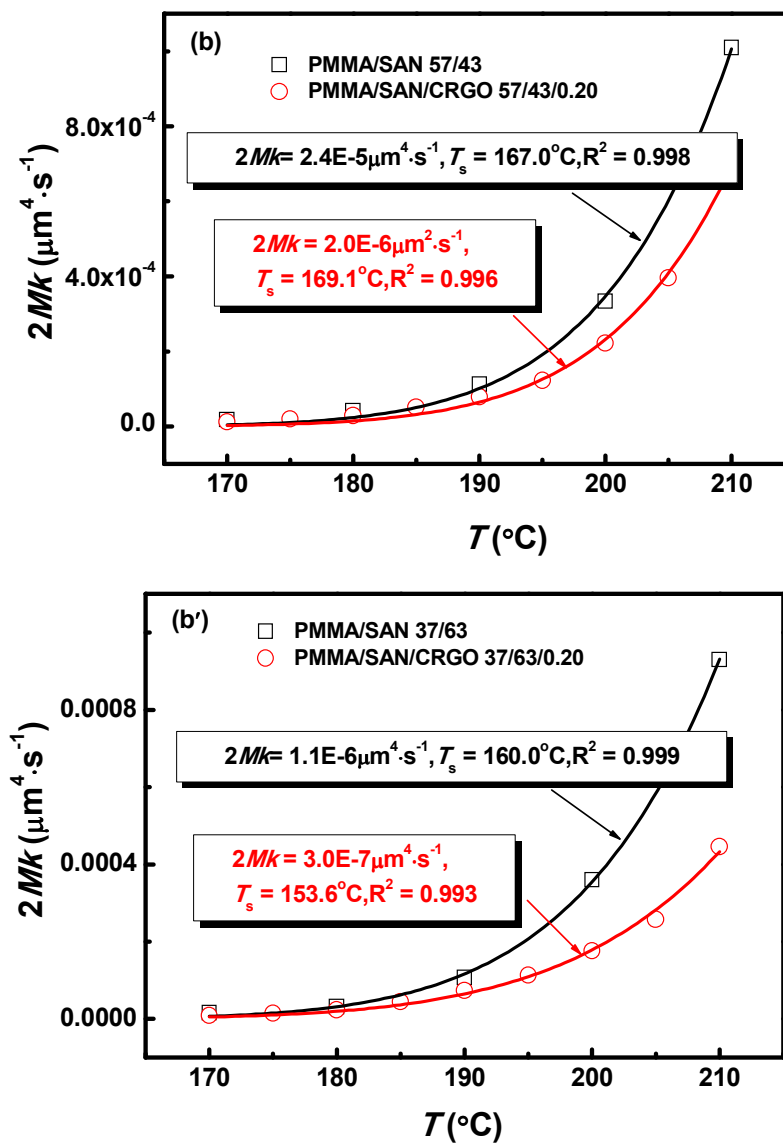 (b)
PMMA/SAN 57/43
PMMA/SAN/CRGO 57/43/0.20
8.0x10⁻⁴
2Mk= 2.4E-5μm⁴·s⁻¹,Tₛ = 167.0°C,R² = 0.998
2Mk = 2.0E-6μm²·s⁻¹,
Tₛ = 169.1°C,R² = 0.996
4.0x10⁻⁴
2Mk (μm⁴·s⁻¹)
0.0
170 180 190 200 210
T (°C)
(b′)
PMMA/SAN 37/63
PMMA/SAN/CRGO 37/63/0.20
0.0008
2Mk= 1.1E-6μm⁴·s⁻¹,Tₛ = 160.0°C,R² = 0.999
2Mk = 3.0E-7μm⁴·s⁻¹,
Tₛ = 153.6°C,R² = 0.993
0.0004
2Mk (μm⁴·s⁻¹)
0.0000
170 180 190 200 210
T (°C)